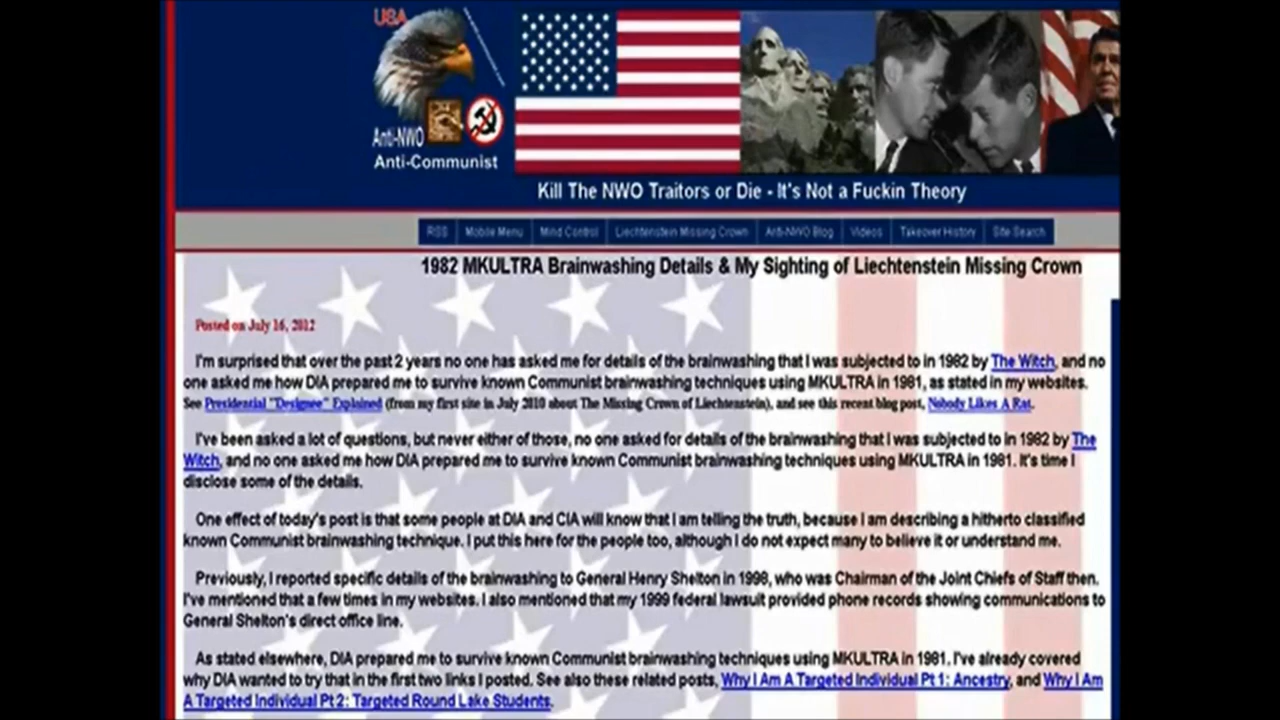 USA
Anti-NWO
Anti-Communist
Kill The NWO Traitors or Die - It's Not a Fuckin Theory
RSS Mobile Menu Mind Control Liechtenstein Missing Crown Anti-NWO Blog Videos Takeover History Site Search
1982 MKULTRA Brainwashing Details & My Sighting of Liechtenstein Missing Crown
Posted on July 16, 2012
I'm surprised that over the past 2 years no one has asked me for details of the brainwashing that I was subjected to in 1982 by The Witch, and no
one asked me how DIA prepared me to survive known Communist brainwashing techniques using MKULTRA in 1981, as stated in my websites.
See Presidential "Designee" Explained (from my first site in July 2010 about The Missing Crown of Liechtenstein), and see this recent blog post, Nobody Likes A Rat.
I've been asked a lot of questions, but never either of those, no one asked for details of the brainwashing that I was subjected to in 1982 by The
Witch, and no one asked me how DIA prepared me to survive known Communist brainwashing techniques using MKULTRA in 1981. It's time I
disclose some of the details.
One effect of today's post is that some people at DIA and CIA will know that I am telling the truth, because I am describing a hitherto classified
known Communist brainwashing technique. I put this here for the people too, although I do not expect many to believe it or understand me.
Previously, I reported specific details of the brainwashing to General Henry Shelton in 1998, who was Chairman of the Joint Chiefs of Staff then.
I've mentioned that a few times in my websites. I also mentioned that my 1999 federal lawsuit provided phone records showing communications to
General Shelton's direct office line.
As stated elsewhere, DIA prepared me to survive known Communist brainwashing techniques using MKULTRA in 1981. I've already covered
why DIA wanted to try that in the first two links I posted. See also these related posts, Why I Am A Targeted Individual Pt 1: Ancestry, and Why I Am
A Targeted Individual Pt 2: Targeted Round Lake Students.